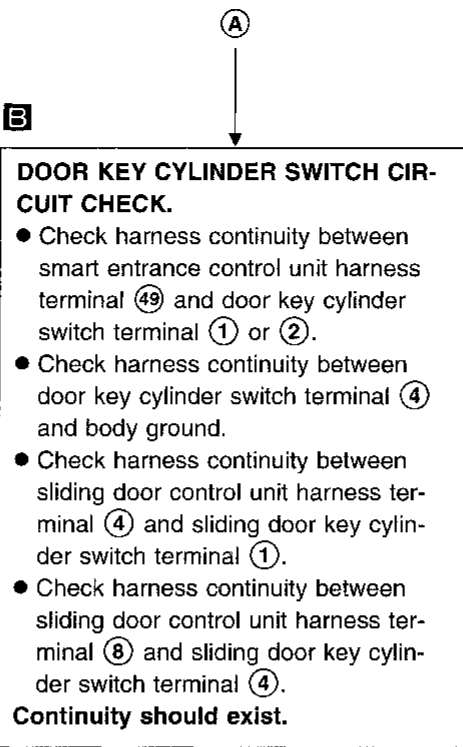 Ⓐ
B
DOOR KEY CYLINDER SWITCH CIR-
CUIT CHECK.
● Check harness continuity between
smart entrance control unit harness
terminal ㊾ and door key cylinder
switch terminal ① or ②.
● Check harness continuity between
door key cylinder switch terminal ④
and body ground.
● Check harness continuity between
sliding door control unit harness ter-
minal ④ and sliding door key cylin-
der switch terminal ①.
● Check harness continuity between
sliding door control unit harness ter-
minal ⑧ and sliding door key cylin-
der switch terminal ④.
Continuity should exist.